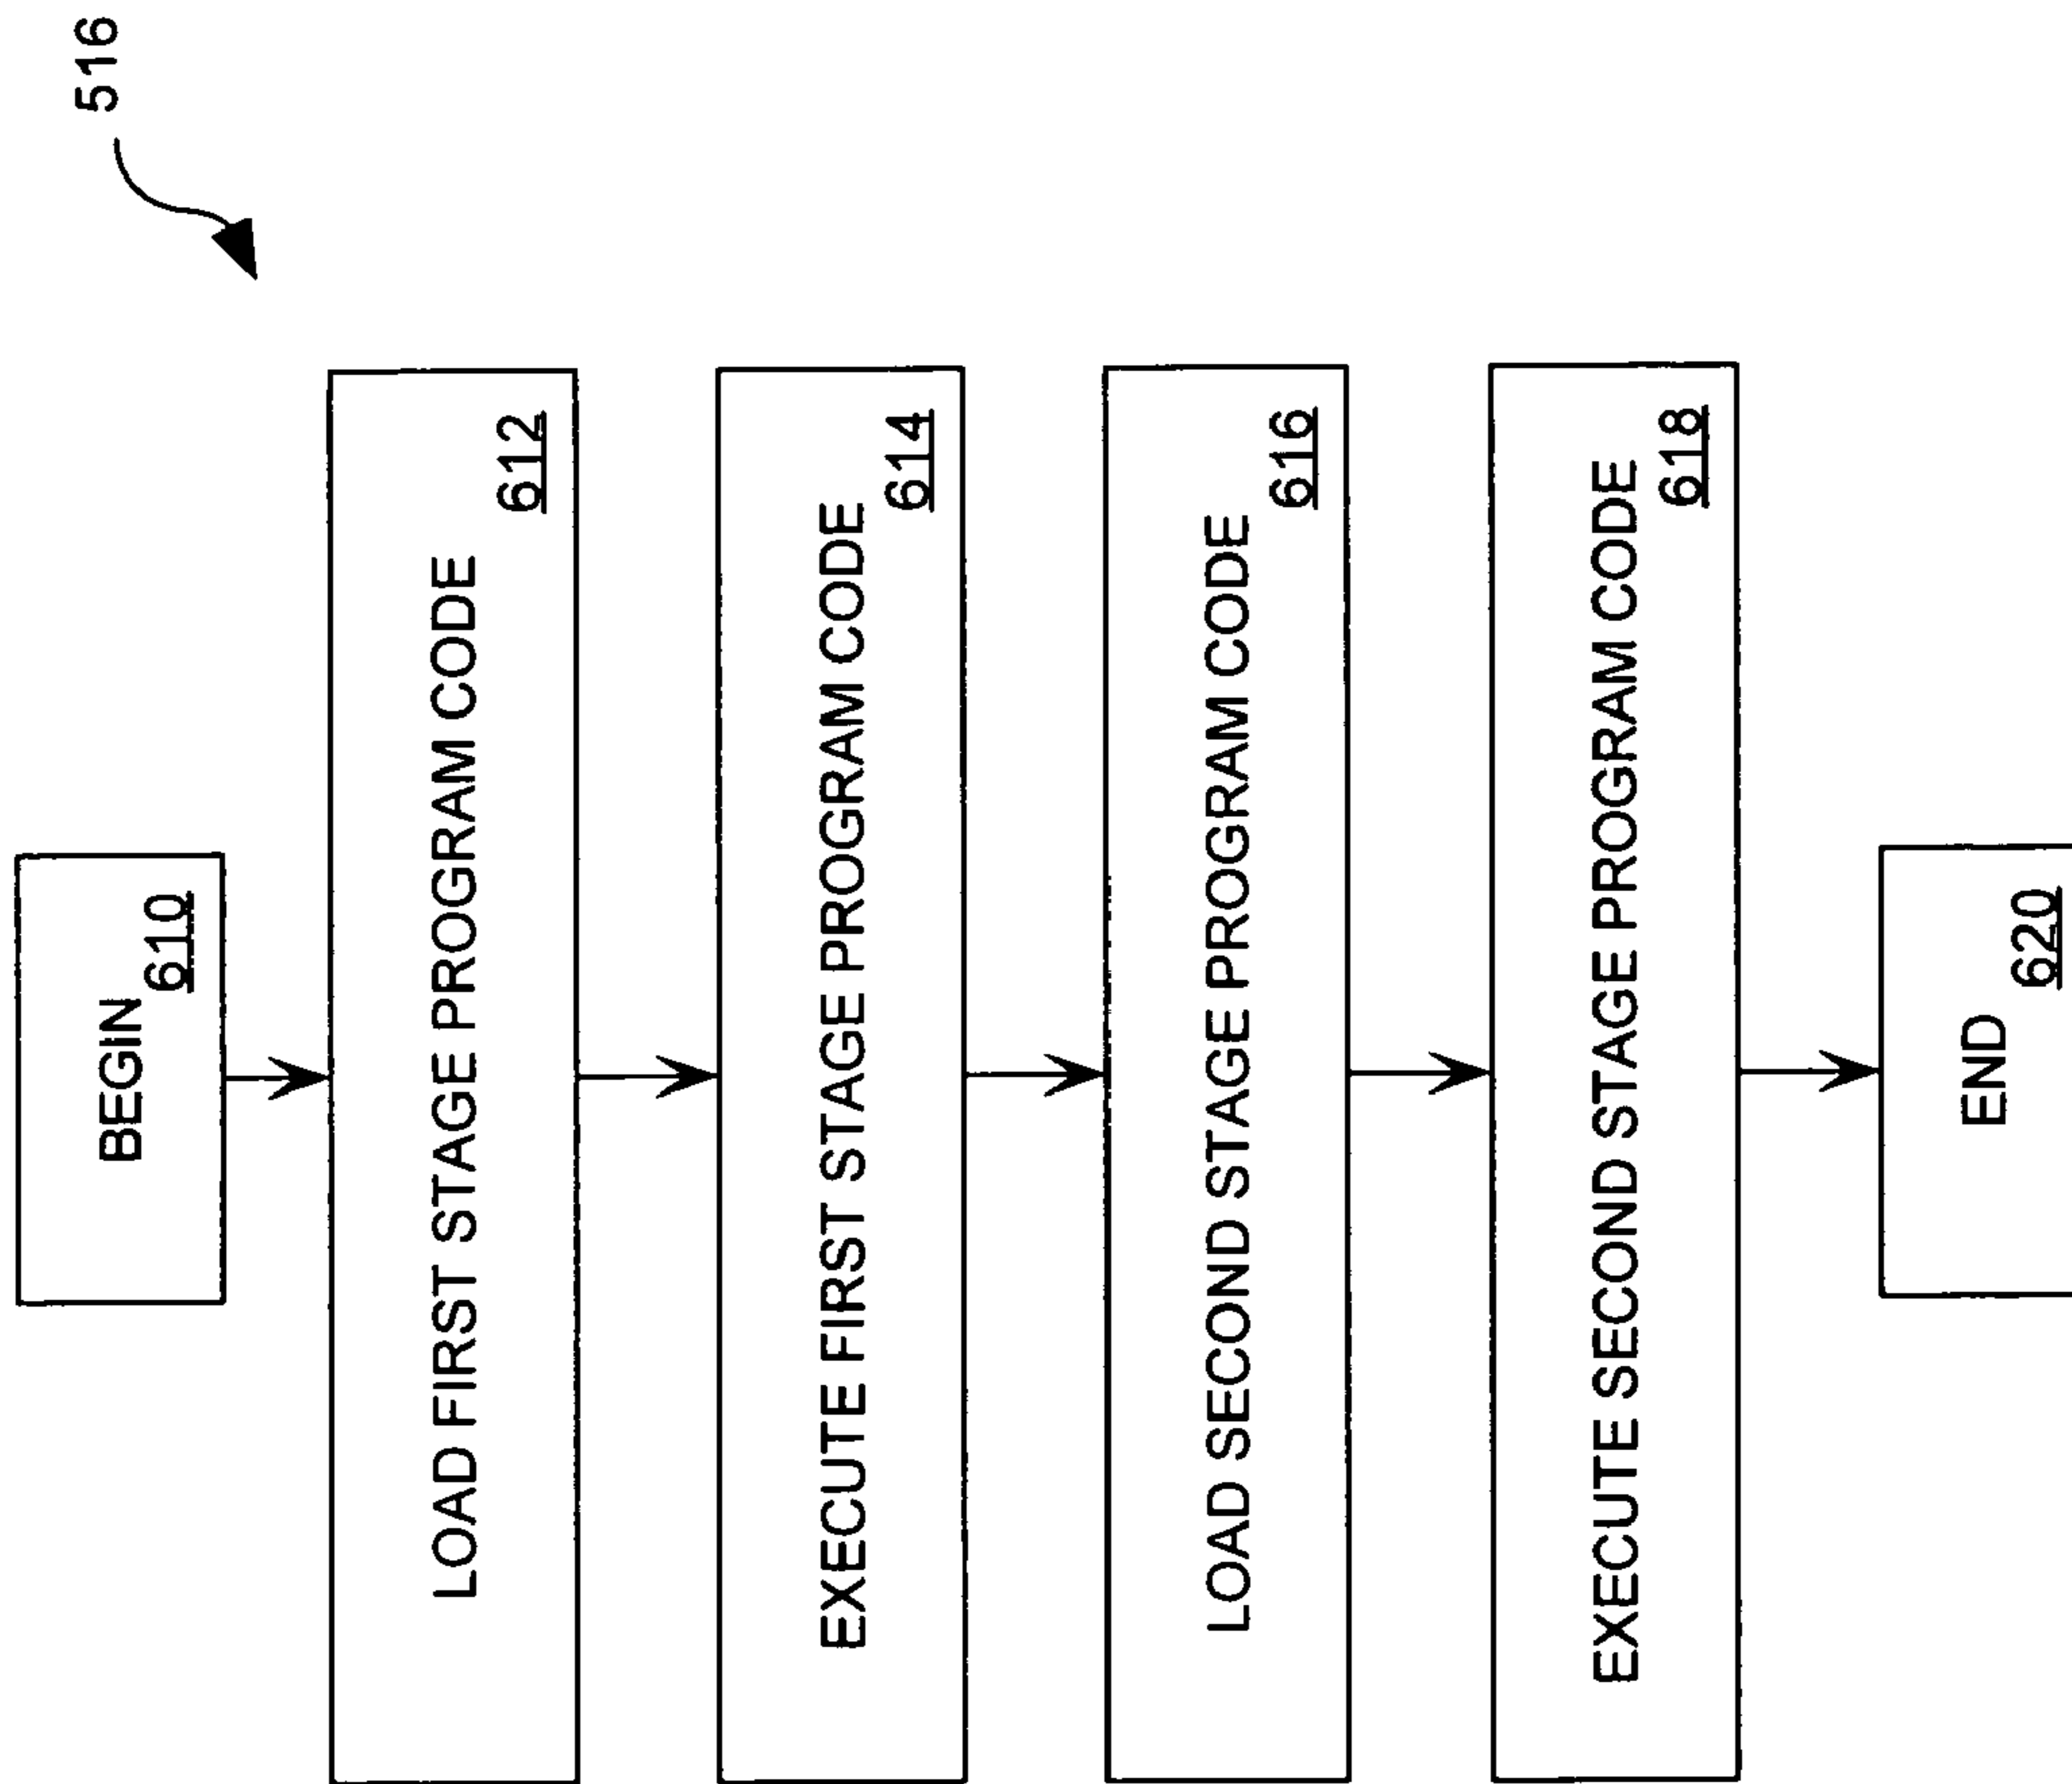 516
BEGIN
610
LOAD FIRST STAGE PROGRAM CODE
612
EXECUTE FIRST STAGE PROGRAM CODE
614
LOAD SECOND STAGE PROGRAM CODE
616
EXECUTE SECOND STAGE PROGRAM CODE
618
END
620